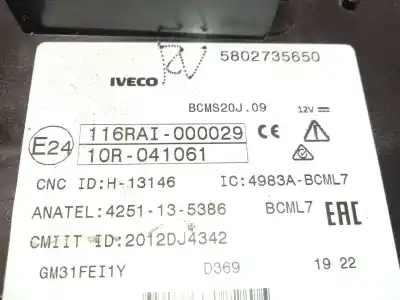 5802735650
IVECO
BCMS20J.09 12V
E24 116RAI-000029 CE
10R-041061
CNC ID:H-13146 IC:4983A-BCML7
ANATEL:4251-13-5386 BCML7 EAC
CMIIT ID:2012DJ4342
GM31FEI1Y D369 19 22